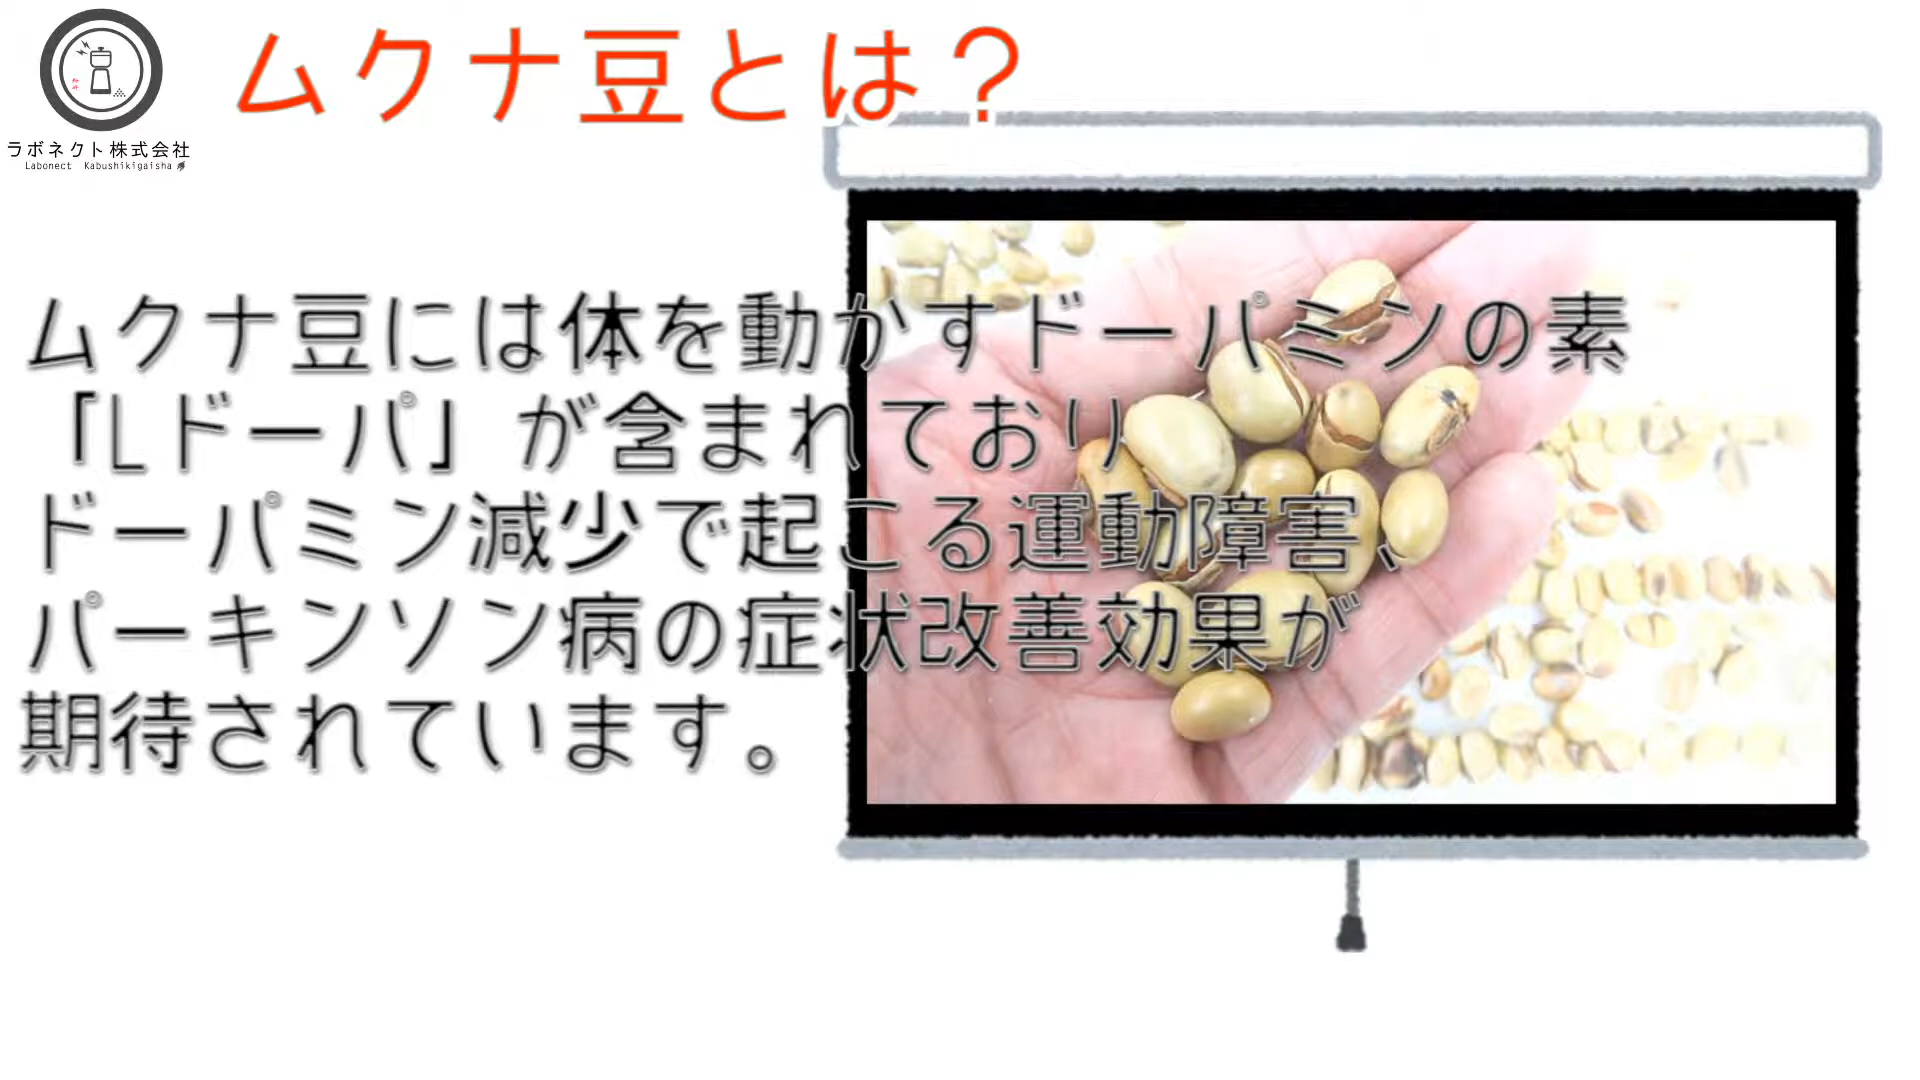 ムクナ豆とは？
ラボネクト株式会社
Labonect Kabushikigaisha
ムクナ豆には体を動かすドーパミンの素
「Lドーパ」が含まれており
ドーパミン減少で起こる運動障害、
パーキンソン病の症状改善効果が
期待されています。